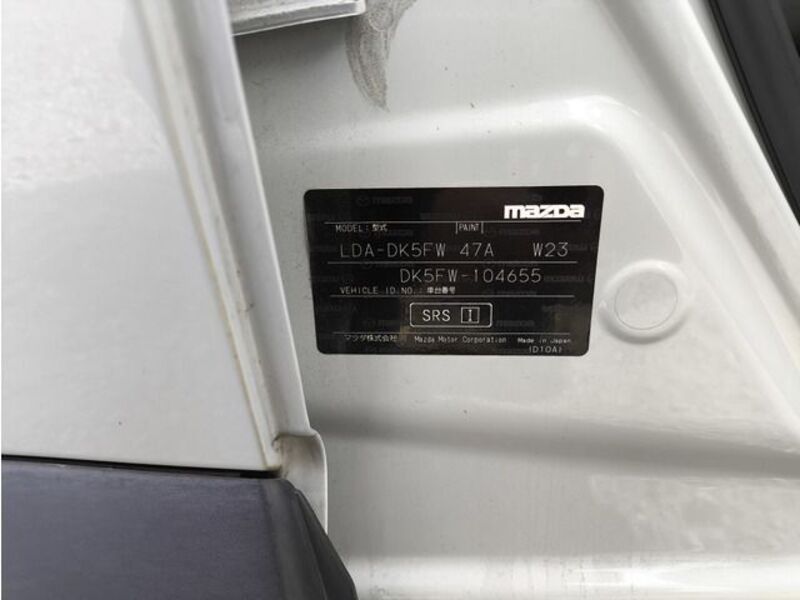 mazda
MODEL:型式 PAINT
LDA-DK5FW 47A W23
DK5FW-104655
VEHICLE ID.NO.:車台番号
SRS I
マツダ株式会社 Mazda Motor Corporation Made in Japan
(D10A)